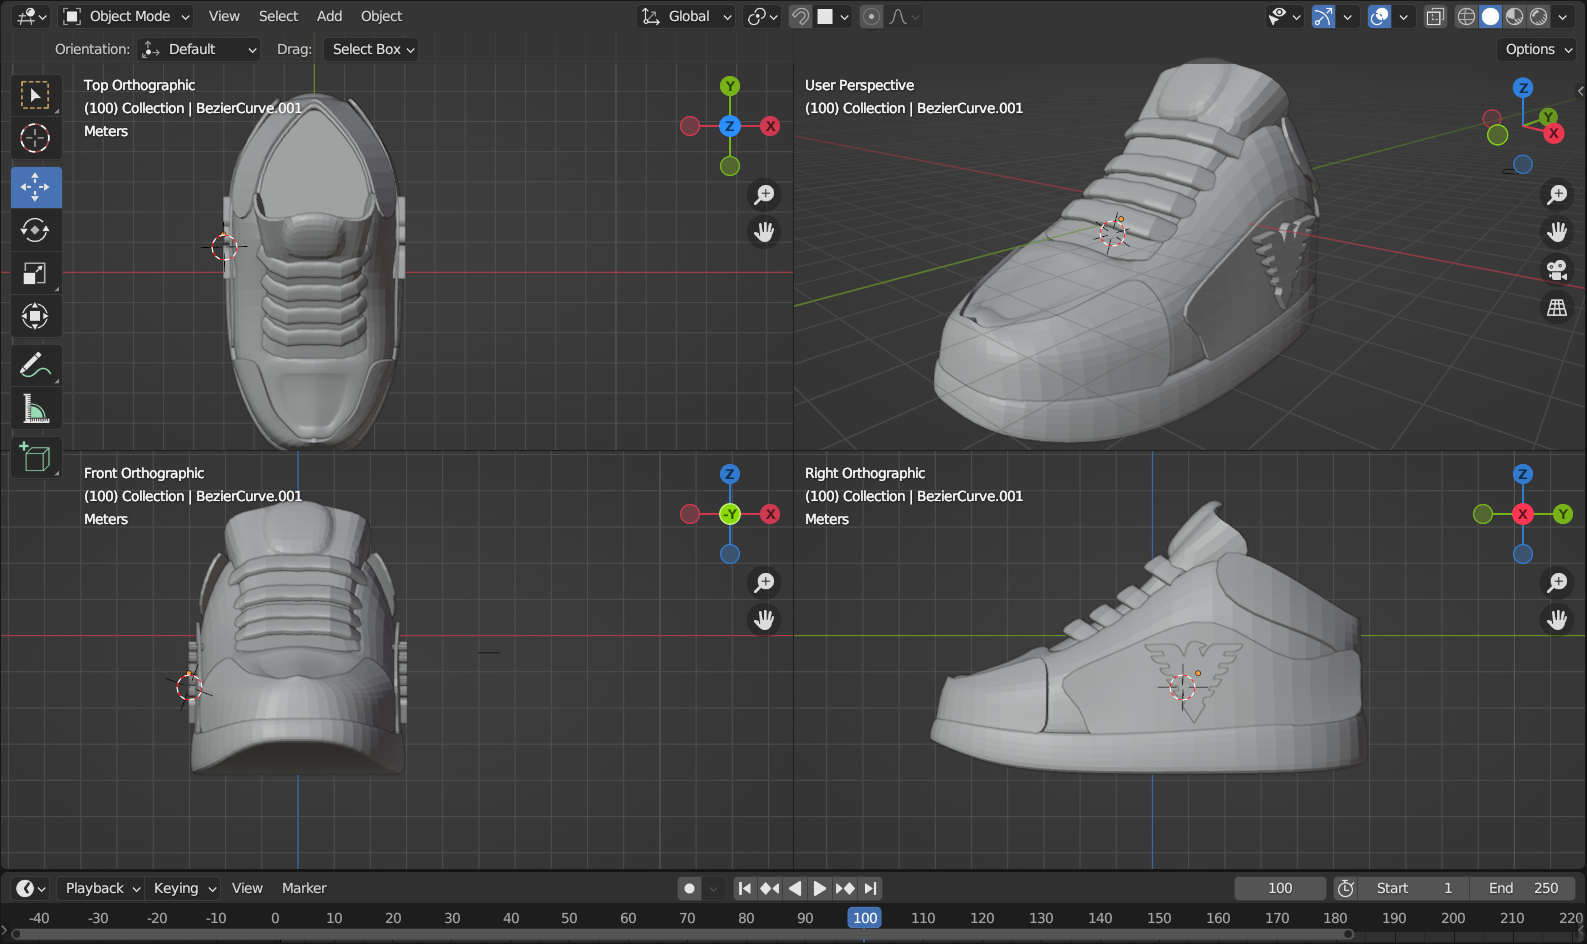 Object Mode View Select Add Object Global
Orientation: Default Drag: Select Box Options
Top Orthographic
(100) Collection | BezierCurve.001
Meters
Y
X
Z
User Perspective
(100) Collection | BezierCurve.001
Z
Y
X
Front Orthographic
(100) Collection | BezierCurve.001
Meters
Z
-Y
X
Right Orthographic
(100) Collection | BezierCurve.001
Meters
Z
X
Y
Playback Keying View Marker 100 Start 1 End 250
-40 -30 -20 -10 0 10 20 30 40 50 60 70 80 90 100 110 120 130 140 150 160 170 180 190 200 210 220